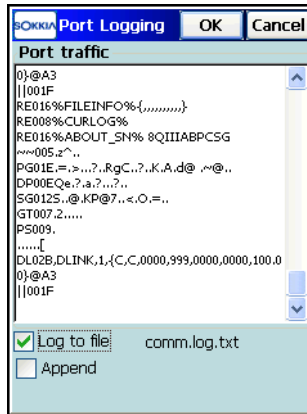 SOKKIA Port Logging OK Cancel
Port traffic
0}@A3
||001F
RE016%FILEINFO%{,,,,,,,,,,}
RE008%CURLOG%
RE016%ABOUT_SN% 8QIIIABPCSG
~~005.z^..
PG01E.=.>...?..RgC..?..K.A.d@ .~@..
DP00EQe.?.a.?...?..
SG012S..@.KP@7..<.O.=..
GT007.2.....
PS009.
......[
DL02B,DLINK,1,{C,C,0000,999,0000,0000,100.0
0}@A3
||001F
Log to file comm.log.txt
Append